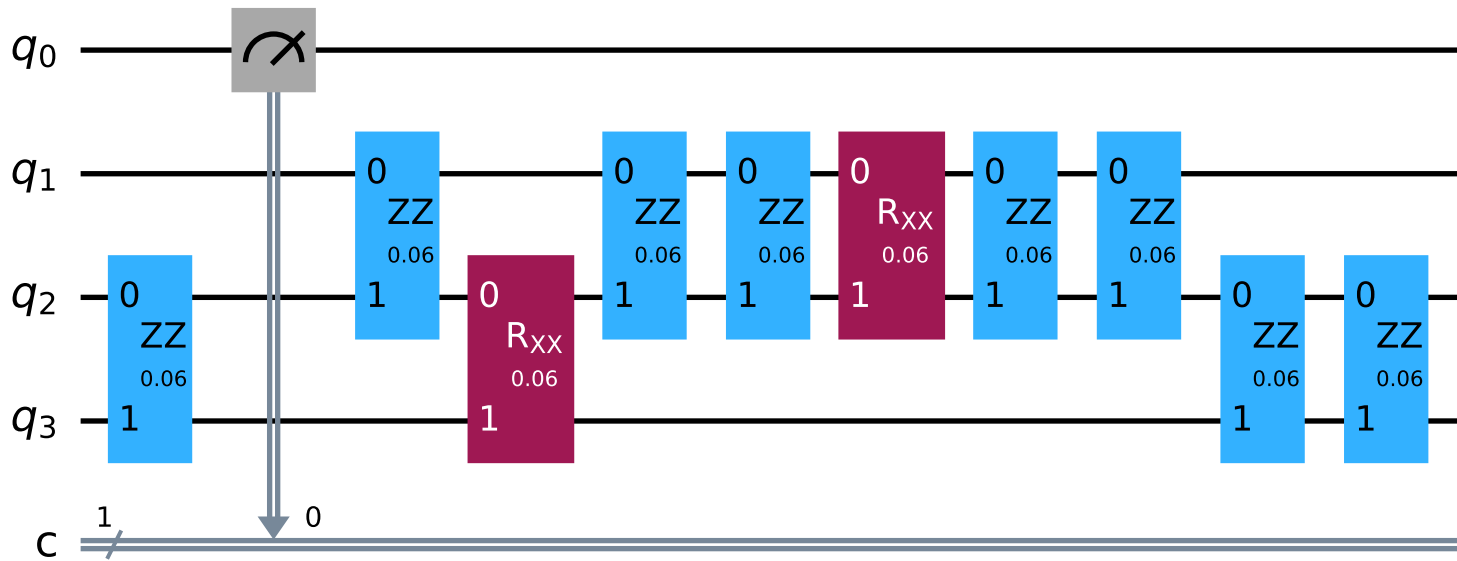 q0
0 0 0 0 0 0
q1
ZZ ZZ ZZ RXX ZZ ZZ
0.06 0.06 0.06 0.06 0.06 0.06
0 1 0 1 1 1 1 1 0 0
q2
ZZ RXX ZZ ZZ
0.06 0.06 0.06 0.06
1 1 1 1
q3
1 0
c